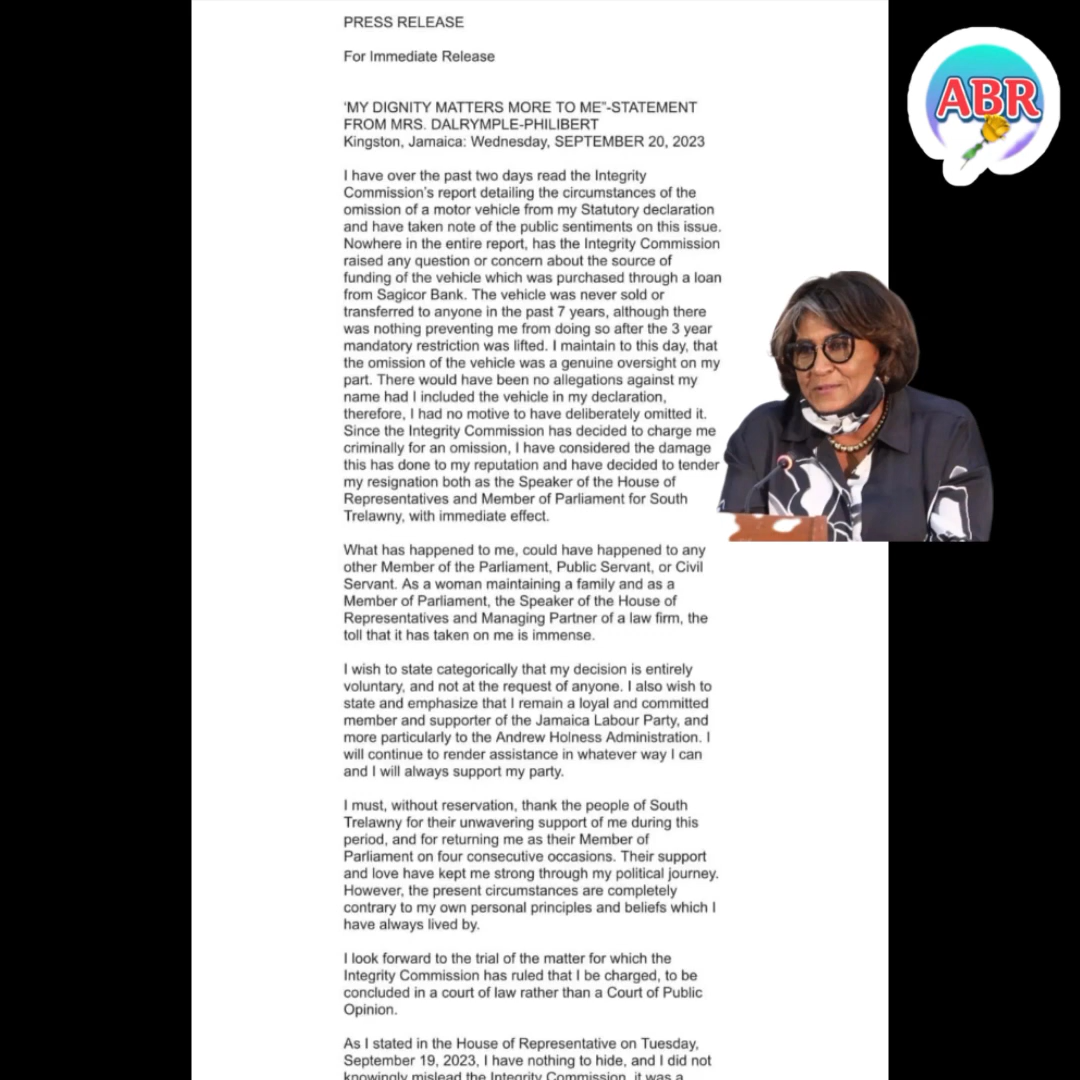 PRESS RELEASE
For Immediate Release
'MY DIGNITY MATTERS MORE TO ME"-STATEMENT
FROM MRS. DALRYMPLE-PHILIBERT
Kingston, Jamaica: Wednesday, SEPTEMBER 20, 2023
I have over the past two days read the Integrity
Commission's report detailing the circumstances of the
omission of a motor vehicle from my Statutory declaration
and have taken note of the public sentiments on this issue.
Nowhere in the entire report, has the Integrity Commission
raised any question or concern about the source of
funding of the vehicle which was purchased through a loan
from Sagicor Bank. The vehicle was never sold or
transferred to anyone in the past 7 years, although there
was nothing preventing me from doing so after the 3 year
mandatory restriction was lifted. I maintain to this day, that
the omission of the vehicle was a genuine oversight on my
part. There would have been no allegations against my
name had I included the vehicle in my declaration,
therefore, I had no motive to have deliberately omitted it.
Since the Integrity Commission has decided to charge me
criminally for an omission, I have considered the damage
this has done to my reputation and have decided to tender
my resignation both as the Speaker of the House of
Representatives and Member of Parliament for South
Trelawny, with immediate effect.
What has happened to me, could have happened to any
other Member of the Parliament, Public Servant, or Civil
Servant. As a woman maintaining a family and as a
Member of Parliament, the Speaker of the House of
Representatives and Managing Partner of a law firm, the
toll that it has taken on me is immense.
I wish to state categorically that my decision is entirely
voluntary, and not at the request of anyone. I also wish to
state and emphasize that I remain a loyal and committed
member and supporter of the Jamaica Labour Party, and
more particularly to the Andrew Holness Administration. I
will continue to render assistance in whatever way I can
and I will always support my party.
I must, without reservation, thank the people of South
Trelawny for their unwavering support of me during this
period, and for returning me as their Member of
Parliament on four consecutive occasions. Their support
and love have kept me strong through my political journey.
However, the present circumstances are completely
contrary to my own personal principles and beliefs which I
have always lived by.
I look forward to the trial of the matter for which the
Integrity Commission has ruled that I be charged, to be
concluded in a court of law rather than a Court of Public
Opinion.
As I stated in the House of Representative on Tuesday,
September 19, 2023, I have nothing to hide, and I did not
knowingly mislead the Integrity Commission, it was a
ABR